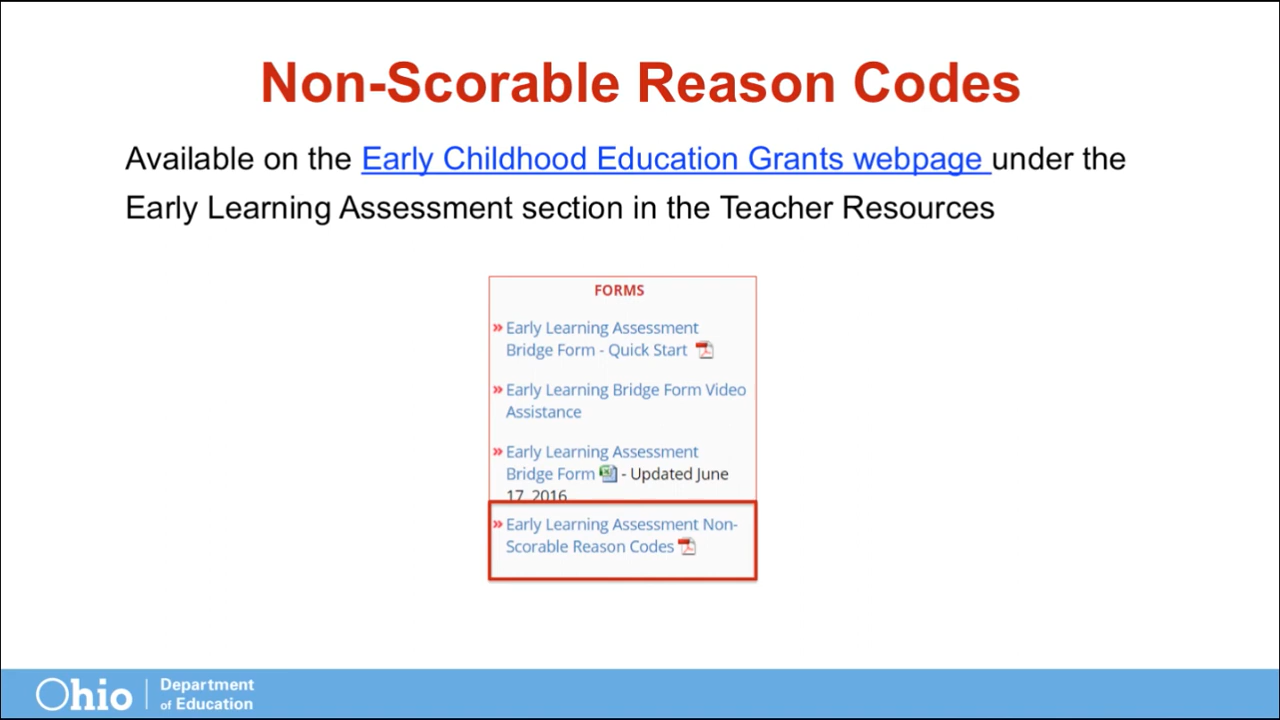 Non-Scorable Reason Codes
Available on the Early Childhood Education Grants webpage under the
Early Learning Assessment section in the Teacher Resources
FORMS
» Early Learning Assessment
Bridge Form - Quick Start
» Early Learning Bridge Form Video
Assistance
» Early Learning Assessment
Bridge Form - Updated June
17, 2016
» Early Learning Assessment Non-
Scorable Reason Codes
Ohio
Department
of Education